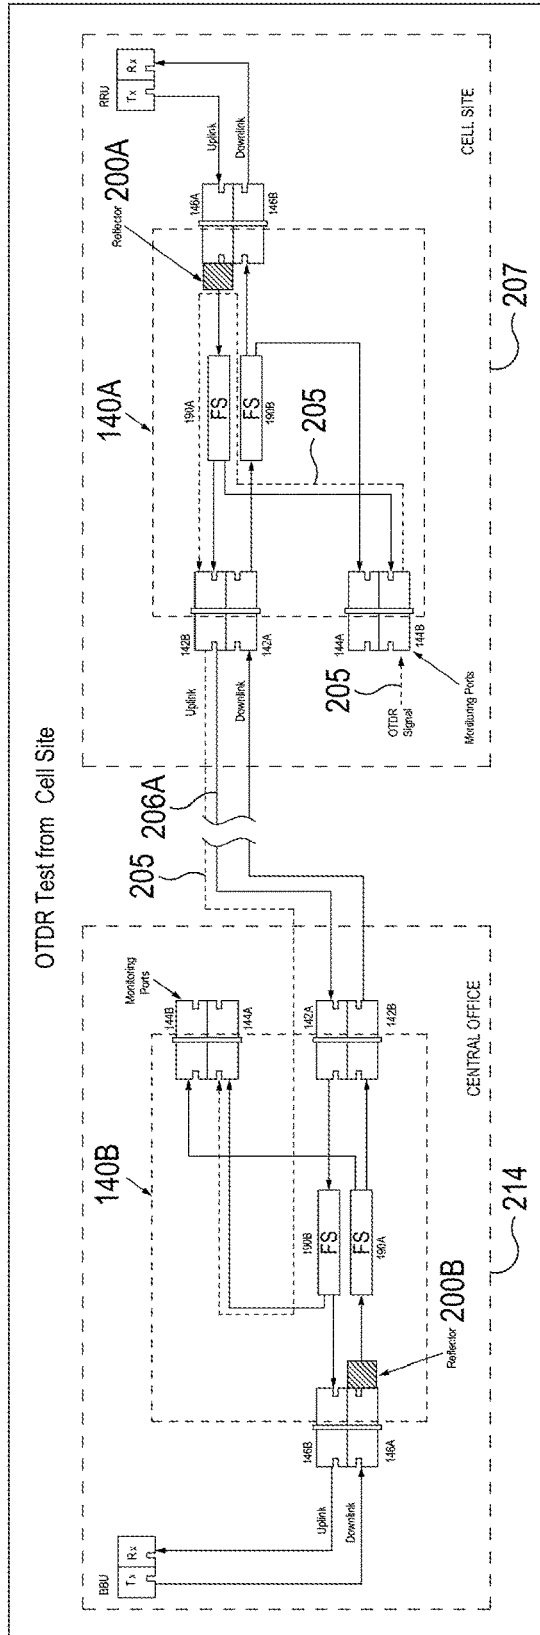 OTDR Test from Cell Site
BBU
Tx
Rx
Uplink
Downlink
146B
146A
Reflector
200B
140B
190B
FS
FS
190A
Monitoring
Ports
144B
144A
142A
142B
CENTRAL OFFICE
214
205
206A
Uplink
Downlink
142B
142A
144A
144B
205
OTDR
Signal
Monitoring Ports
140A
190A
FS
FS
190B
205
Reflector
200A
146A
146B
Uplink
Downlink
RRU
Tx
Rx
CELL SITE
207